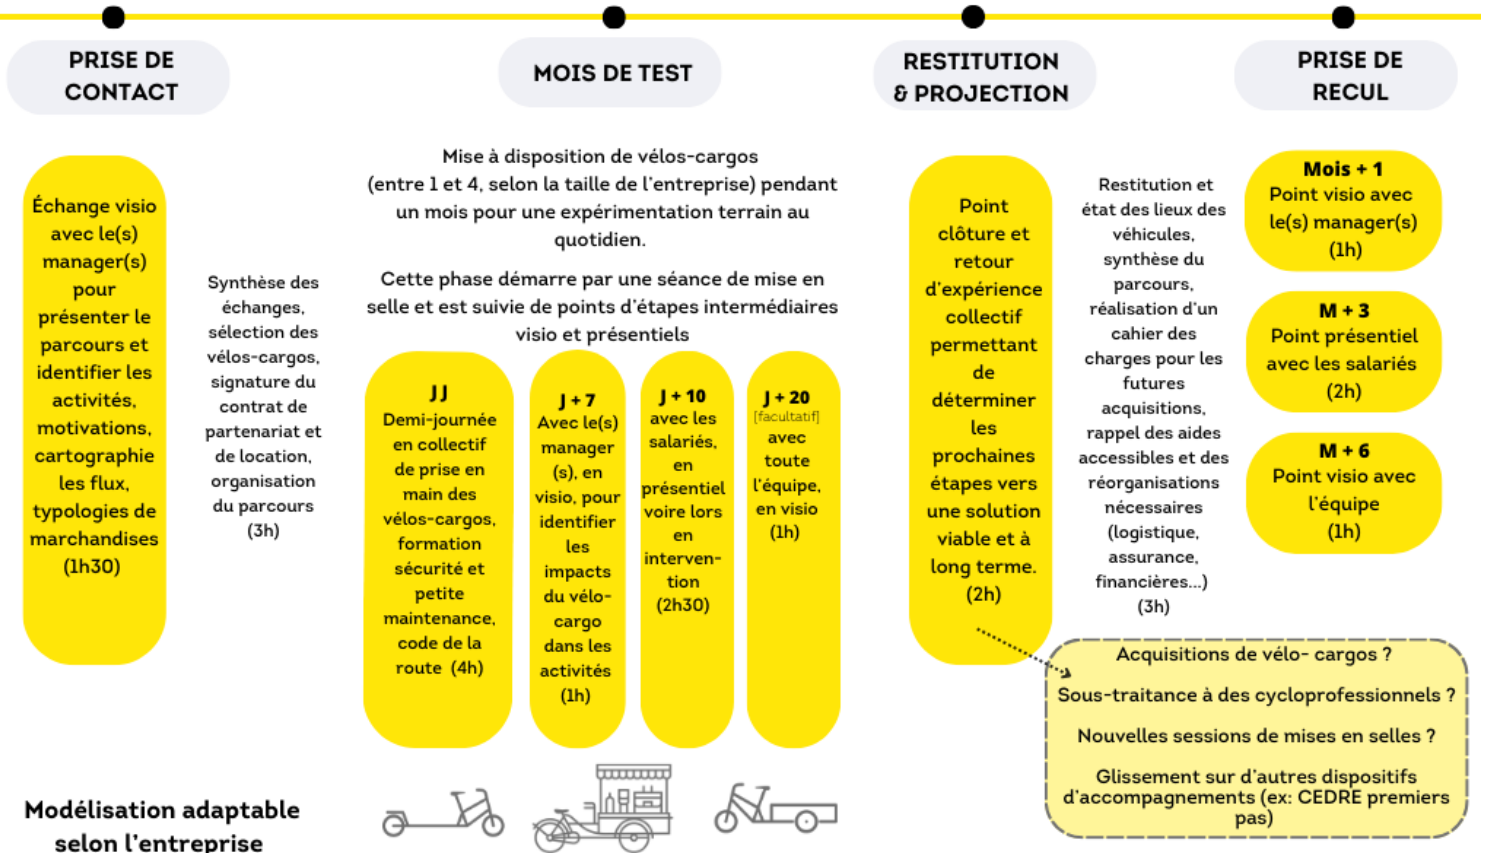 PRISE DE
CONTACT
Échange visio
avec le(s)
manager(s)
pour
présenter le
parcours et
identifier les
activités,
motivations,
cartographie
les flux,
typologies de
marchandises
(1h30)
Synthèse des
échanges,
sélection des
vélos-cargos,
signature du
contrat de
partenariat et
de location,
organisation
du parcours
(3h)
MOIS DE TEST
Mise à disposition de vélos-cargos
(entre 1 et 4, selon la taille de l'entreprise) pendant
un mois pour une expérimentation terrain au
quotidien.
Cette phase démarre par une séance de mise en
selle et est suivie de points d'étapes intermédiaires
visio et présentiels
JJ
Demi-journée
en collectif
de prise en
main des
vélos-cargos,
formation
sécurité et
petite
maintenance,
code de la
route (4h)
J + 7
Avec le(s)
manager
(s), en
visio, pour
identifier
les
impacts
du vélo-
cargo
dans les
activités
(1h)
J + 10
avec les
salariés,
en
présentiel
voire lors
en
interven-
tion
(2h30)
J + 20
[facultatif]
avec
toute
l'équipe,
en visio
(1h)
RESTITUTION
& PROJECTION
Point
clôture et
retour
d'expérience
collectif
permettant
de
déterminer
les
prochaines
étapes vers
une solution
viable et à
long terme.
(2h)
Restitution et
état des lieux des
véhicules,
synthèse du
parcours,
réalisation d'un
cahier des
charges pour les
futures
acquisitions,
rappel des aides
accessibles et des
réorganisations
nécessaires
(logistique,
assurance,
financières...)
(3h)
PRISE DE
RECUL
Mois + 1
Point visio avec
le(s) manager(s)
(1h)
M + 3
Point présentiel
avec les salariés
(2h)
M + 6
Point visio avec
l'équipe
(1h)
Acquisitions de vélo- cargos ?
Sous-traitance à des cycloprofessionnels ?
Nouvelles sessions de mises en selles ?
Glissement sur d'autres dispositifs
d'accompagnements (ex: CEDRE premiers
pas)
Modélisation adaptable
selon l'entreprise